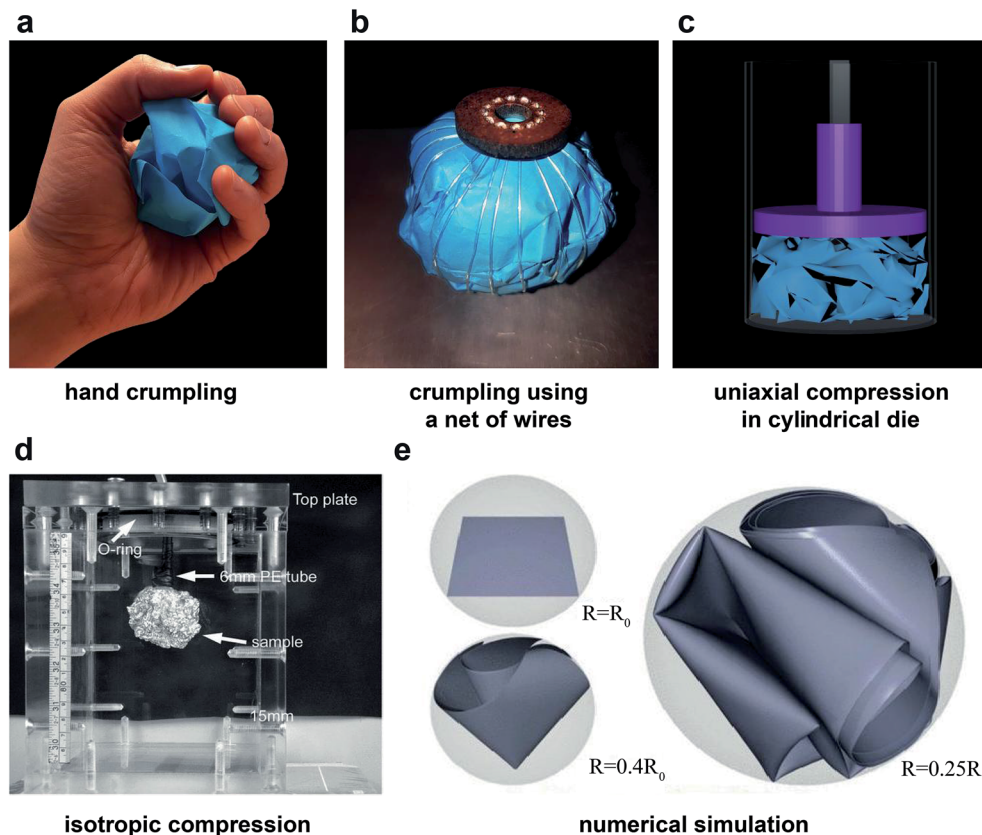 a
b
c
hand crumpling
crumpling using
a net of wires
uniaxial compression
in cylindrical die
d
e
Top plate
O-ring
6mm PE tube
sample
15mm
R=R₀
R=0.4R₀
R=0.25R
isotropic compression
numerical simulation